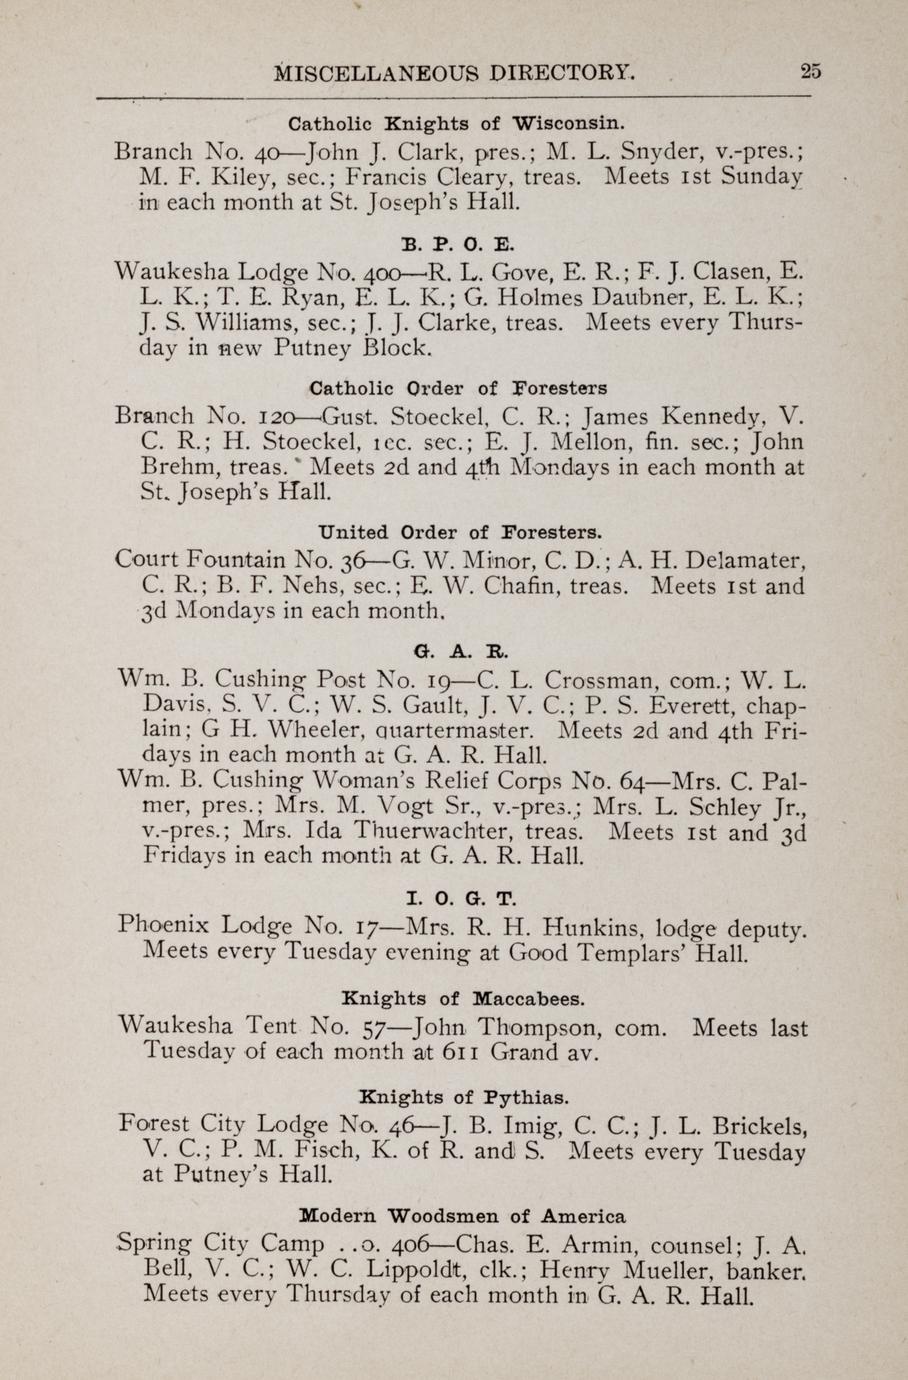 MISCELLANEOUS DIRECTORY. 25
Catholic Knights of Wisconsin.
Branch No. 40—John J. Clark, pres.; M. L. Snyder, v.-pres.;
M. F. Kiley, sec.; Francis Cleary, treas. Meets 1st Sunday
in each month at St. Joseph's Hall.
B. P. O. E.
Waukesha Lodge No. 400—R. L. Gove, E. R.; F. J. Clasen, E.
L. K.; T. E. Ryan, E. L. K.; G. Holmes Daubner, E. L. K.;
J. S. Williams, sec.; J. J. Clarke, treas. Meets every Thurs-
day in new Putney Block.
Catholic Order of Foresters
Branch No. 120—Gust. Stoeckel, C. R.; James Kennedy, V.
C. R.; H. Stoeckel, rec. sec.; E. J. Mellon, fin. sec.; John
Brehm, treas. Meets 2d and 4th Mondays in each month at
St. Joseph's Hall.
United Order of Foresters.
Court Fountain No. 36—G. W. Minor, C. D.; A. H. Delamater,
C. R.; B. F. Nehs, sec.; E. W. Chafin, treas. Meets 1st and
3d Mondays in each month.
G. A. R.
Wm. B. Cushing Post No. 19—C. L. Crossman, com.; W. L.
Davis, S. V. C.; W. S. Gault, J. V. C.; P. S. Everett, chap-
lain; G H. Wheeler, quartermaster. Meets 2d and 4th Fri-
days in each month at G. A. R. Hall.
Wm. B. Cushing Woman's Relief Corps No. 64—Mrs. C. Pal-
mer, pres.; Mrs. M. Vogt Sr., v.-pres.; Mrs. L. Schley Jr.,
v.-pres.; Mrs. Ida Thuerwachter, treas. Meets 1st and 3d
Fridays in each month at G. A. R. Hall.
I. O. G. T.
Phoenix Lodge No. 17—Mrs. R. H. Hunkins, lodge deputy.
Meets every Tuesday evening at Good Templars' Hall.
Knights of Maccabees.
Waukesha Tent No. 57—John Thompson, com. Meets last
Tuesday of each month at 611 Grand av.
Knights of Pythias.
Forest City Lodge No. 46—J. B. Imig, C. C.; J. L. Brickels,
V. C.; P. M. Fisch, K. of R. and S. Meets every Tuesday
at Putney's Hall.
Modern Woodsmen of America
Spring City Camp ..o. 406—Chas. E. Armin, counsel; J. A.
Bell, V. C.; W. C. Lippoldt, clk.; Henry Mueller, banker.
Meets every Thursday of each month in G. A. R. Hall.